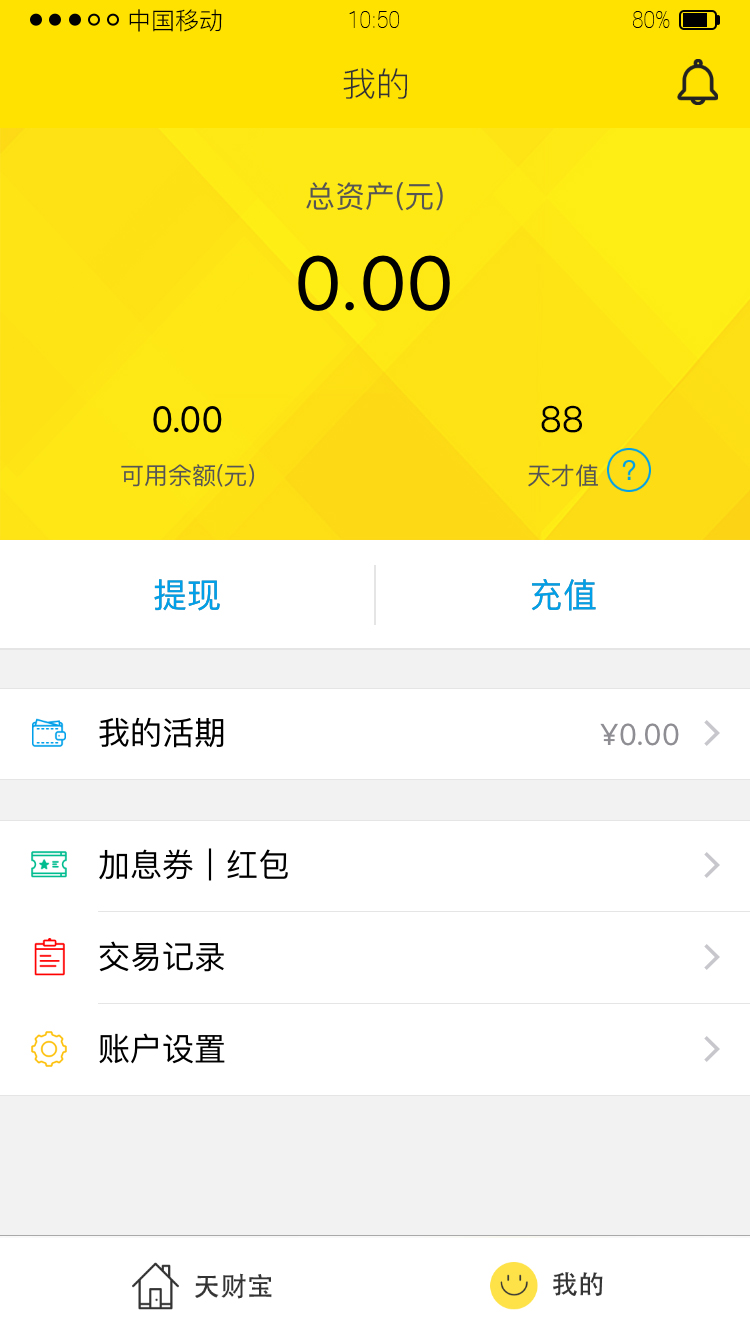 中国移动 10:50 80%
我的
总资产(元)
0.00
0.00 88
可用余额(元) 天才值 ?
提现 充值
我的活期 ¥0.00
加息券｜红包
交易记录
账户设置
天财宝 我的